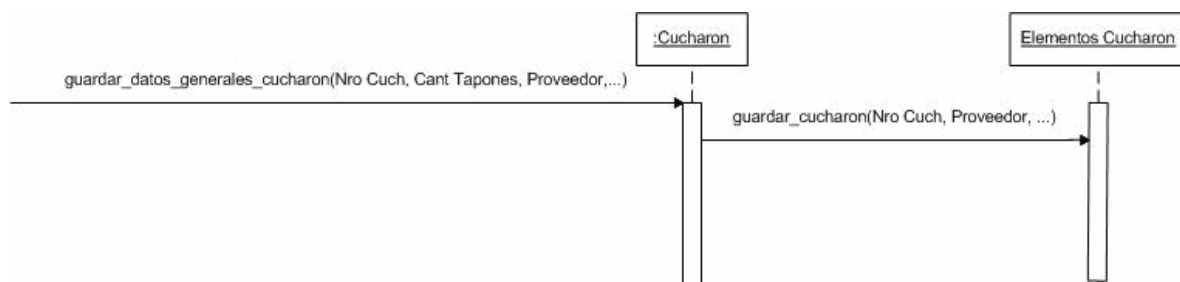 :Cucharon
Elementos Cucharon
guardar_datos_generales_cucharon(Nro Cuch, Cant Tapones, Proveedor,...)
guardar_cucharon(Nro Cuch, Proveedor, ...)